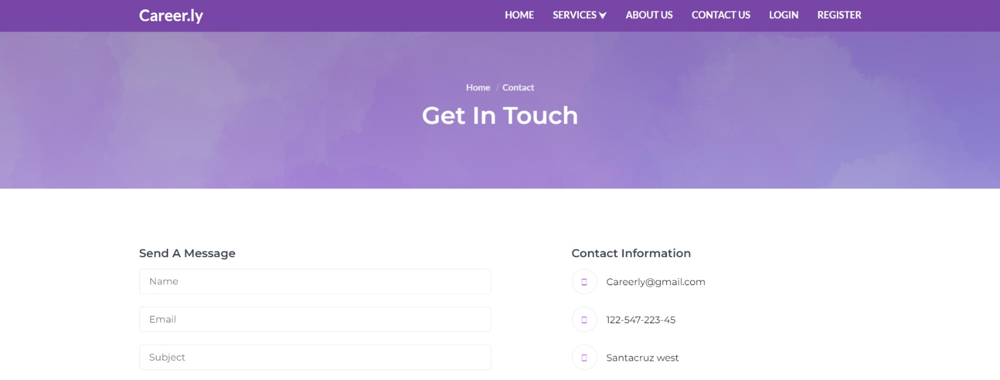 Career.ly
HOME SERVICES ABOUT US CONTACT US LOGIN REGISTER
Home / Contact
Get In Touch
Send A Message
Name
Email
Subject
Contact Information
Careerly@gmail.com
122-547-223-45
Santacruz west